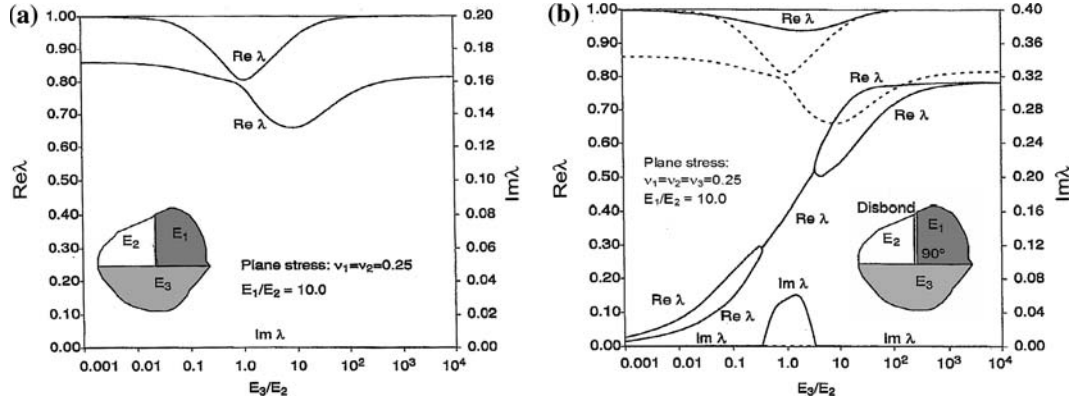 (a)
1.00
0.90
0.80
0.70
0.60
0.50
0.40
0.30
0.20
0.10
0.00
Reλ
0.20
0.18
0.16
0.14
0.12
0.10
0.08
0.06
0.04
0.02
0.00
Imλ
Re λ
Re λ
E2
E1
E3
Plane stress: ν1=ν2=0.25
E1/E2 = 10.0
Im λ
0.001 0.01 0.1 1.0 10 10² 10³ 10⁴
E3/E2
(b)
1.00
0.90
0.80
0.70
0.60
0.50
0.40
0.30
0.20
0.10
0.00
Reλ
0.40
0.36
0.32
0.28
0.24
0.20
0.16
0.12
0.08
0.04
0.00
Imλ
Re λ
Re λ
Re λ
Plane stress:
ν1=ν2=ν3=0.25
E1/E2 = 10.0
Re λ
Disbond
E2
E1
90°
E3
Re λ
Re λ
Im λ
Im λ
Im λ
0.001 0.01 0.1 1.0 10 10² 10³ 10⁴
E3/E2